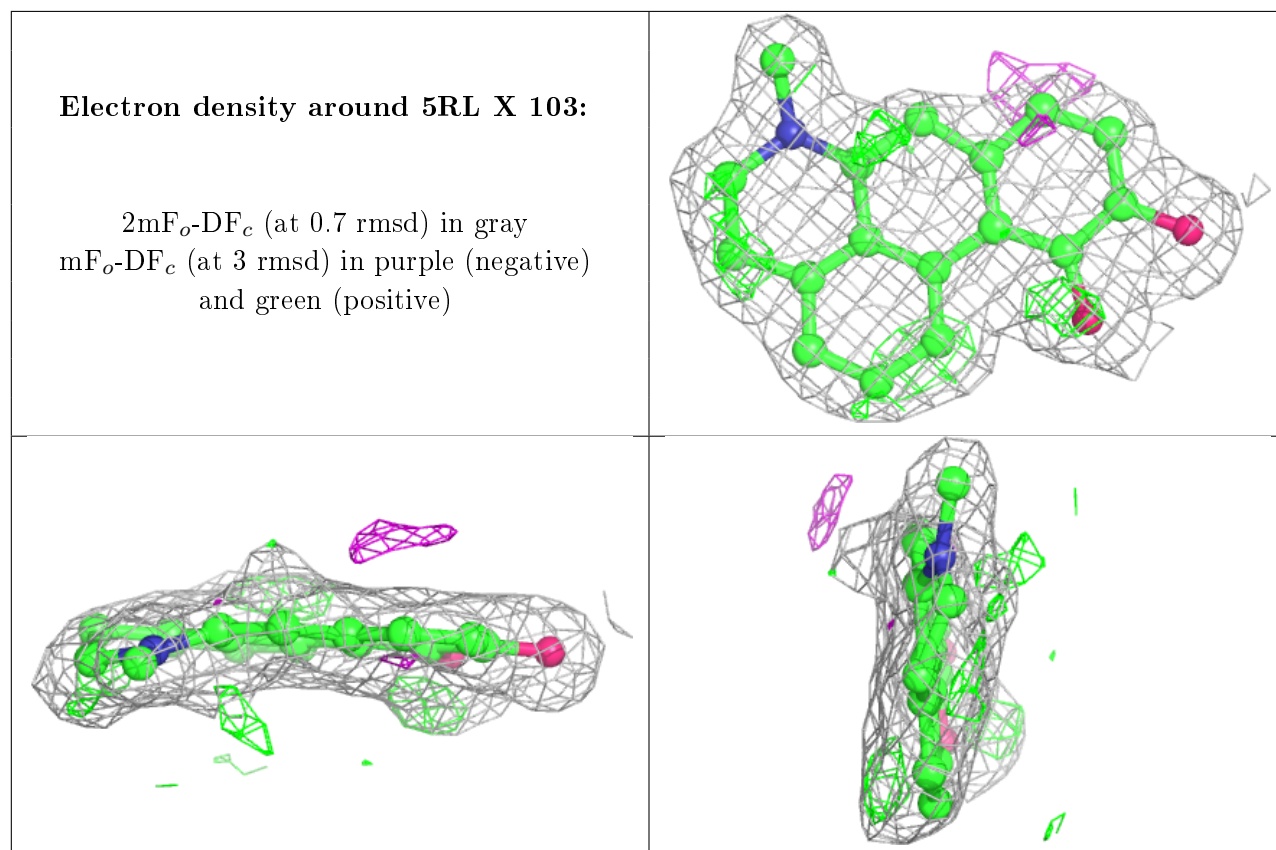 Electron density around 5RL X 103:
2mFₒ-DF𝒸 (at 0.7 rmsd) in gray
mFₒ-DF𝒸 (at 3 rmsd) in purple (negative)
and green (positive)